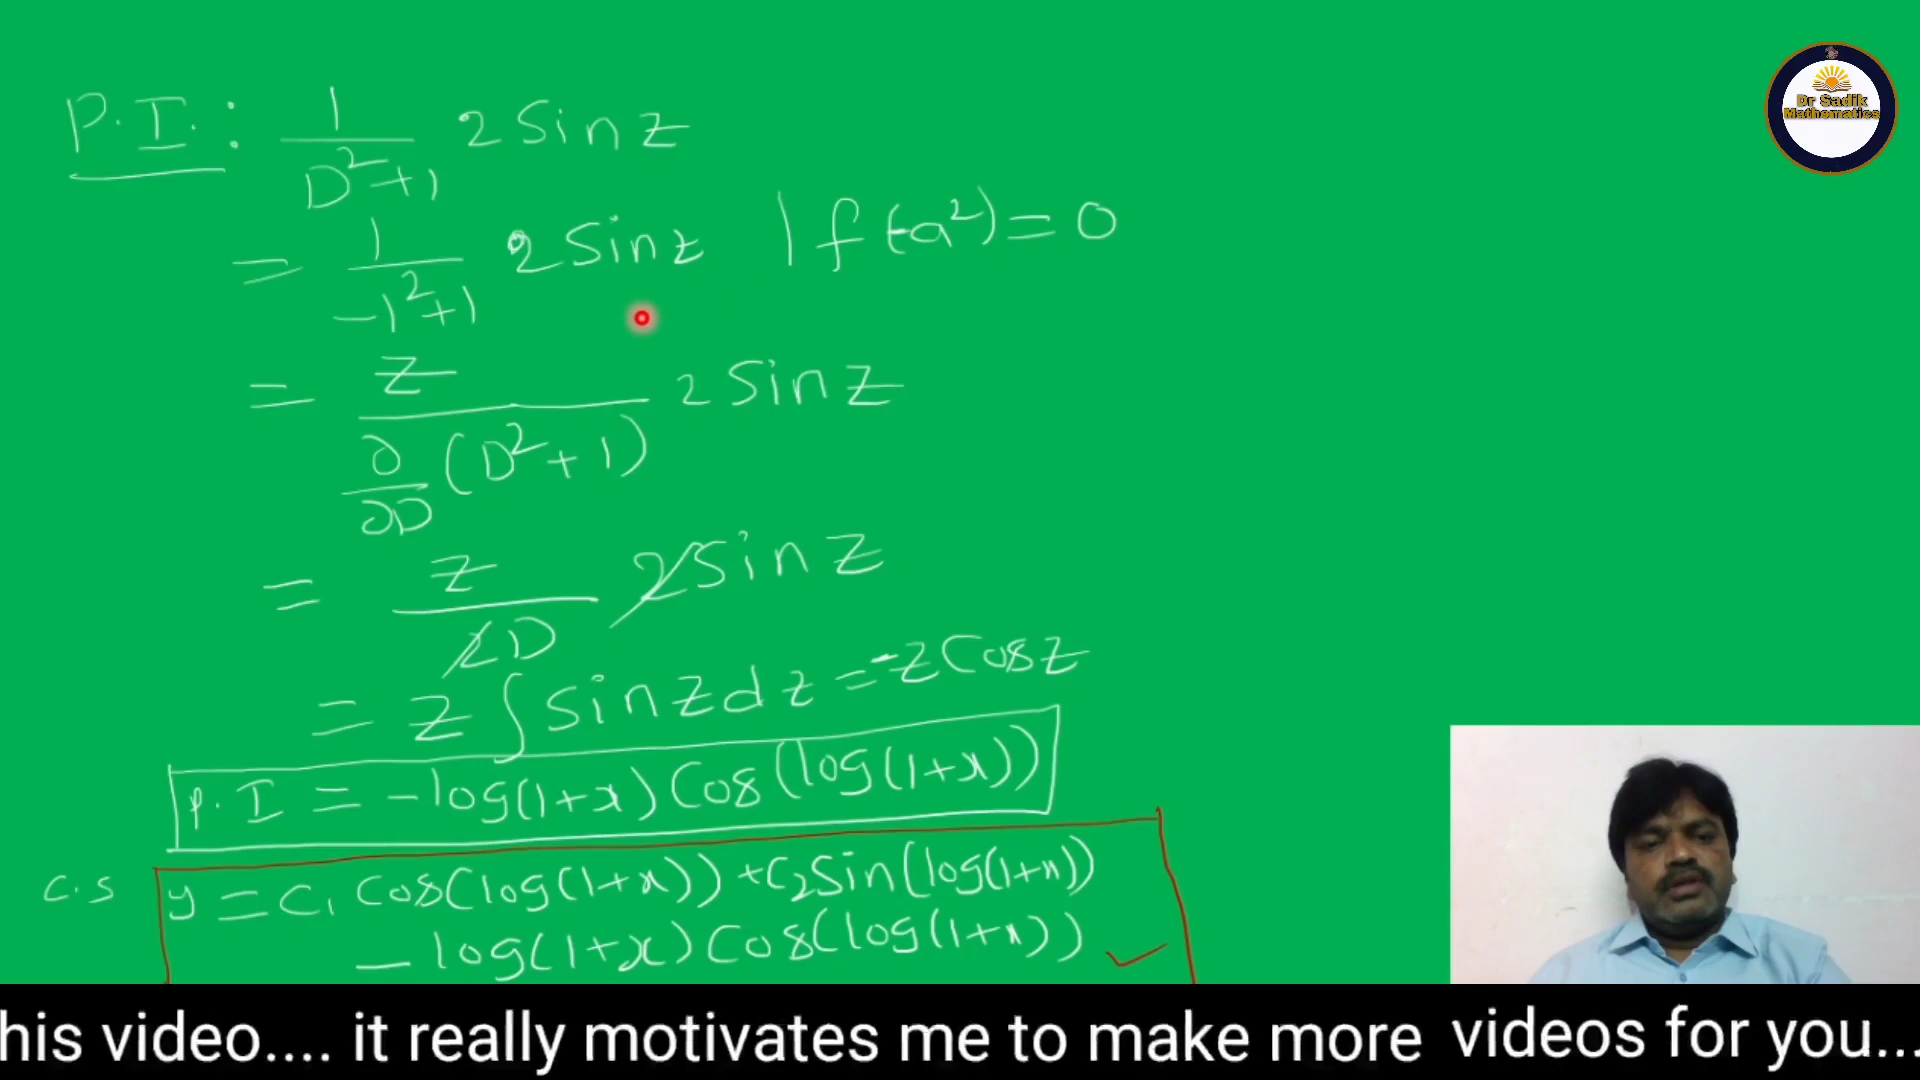 P.I. : 1/(D²+1) 2 Sin z
= 1/(-1²+1) 2 Sin z | f(-a²) = 0
= z/(∂/∂D (D²+1)) 2 Sin z
= z/(2D) 2 Sin z
= z ∫ Sin z dz = -z Cos z
P.I = -log(1+x) Cos(log(1+x))
C.S y = C₁ Cos(log(1+x)) + C₂ Sin(log(1+x))
- log(1+x) Cos(log(1+x))
Dr Sadik
Mathematics
his video.... it really motivates me to make more videos for you...